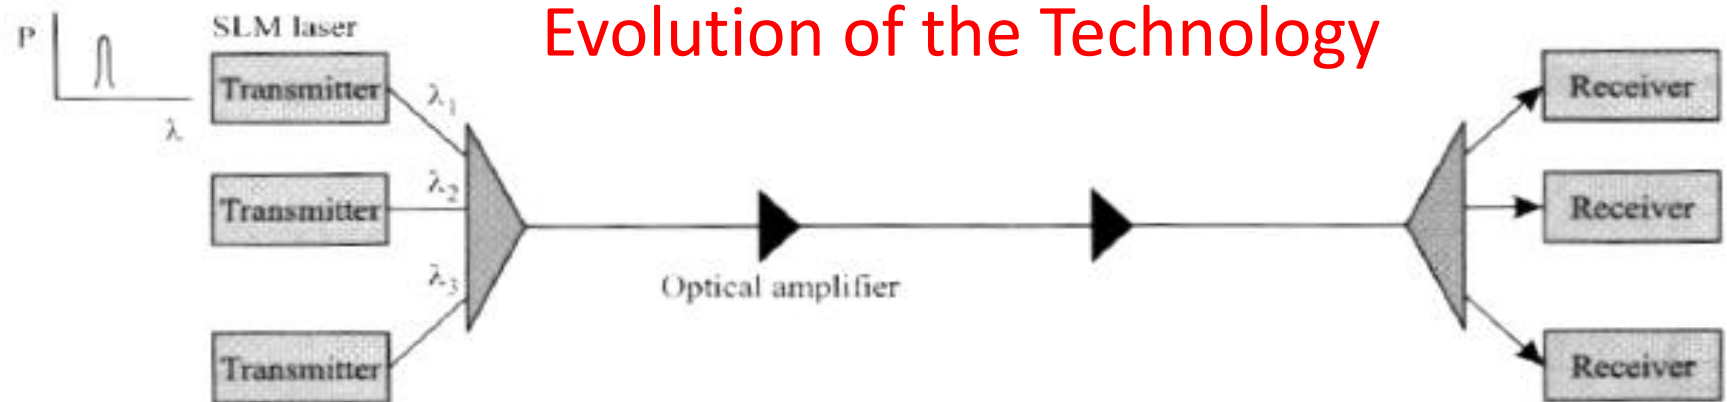 Evolution of the Technology
SLM laser
P
λ
Transmitter
λ1
Transmitter
λ2
Transmitter
λ3
Optical amplifier
Receiver
Receiver
Receiver